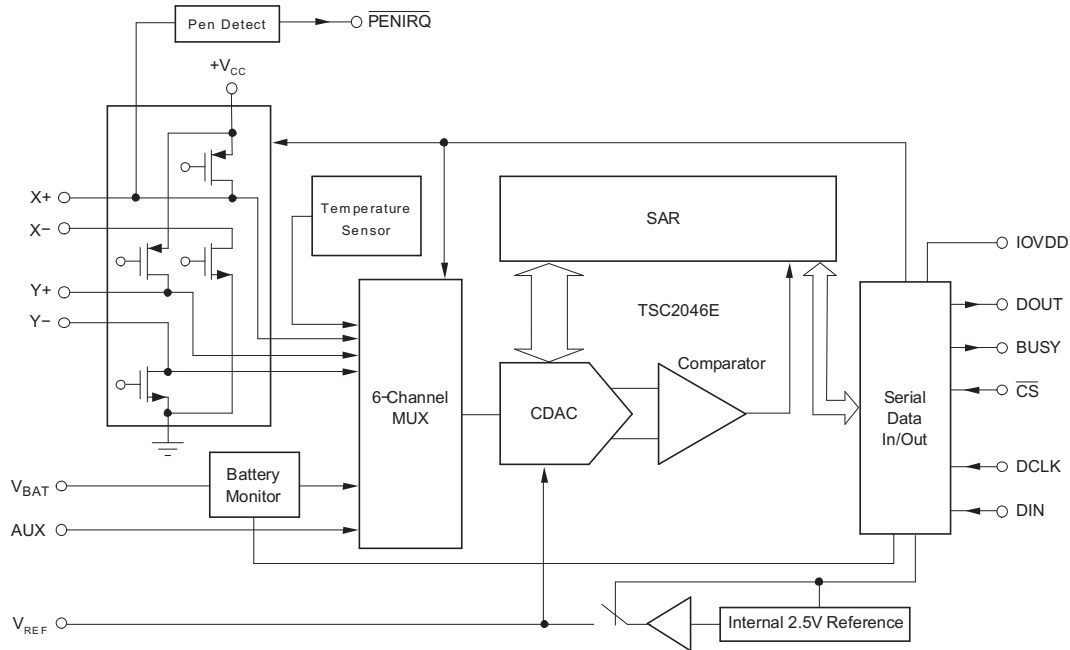 Pen Detect
PENIRQ
+VCC
X+
X−
Y+
Y−
Temperature
Sensor
SAR
TSC2046E
IOVDD
DOUT
BUSY
CS
DCLK
DIN
6−Channel
MUX
CDAC
Comparator
Serial
Data
In/Out
VBAT
Battery
Monitor
AUX
VREF
Internal 2.5V Reference